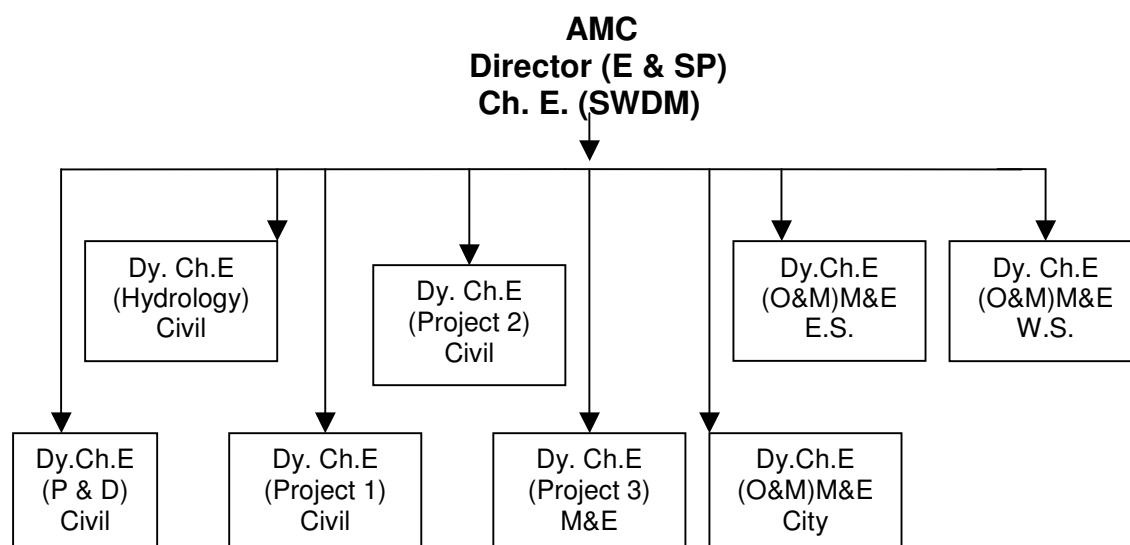 AMC
Director (E & SP)
Ch. E. (SWDM)
Dy. Ch.E
(Hydrology)
Civil
Dy. Ch.E
(Project 2)
Civil
Dy.Ch.E
(O&M)M&E
E.S.
Dy. Ch.E
(O&M)M&E
W.S.
Dy.Ch.E
(P & D)
Civil
Dy. Ch.E
(Project 1)
Civil
Dy. Ch.E
(Project 3)
M&E
Dy.Ch.E
(O&M)M&E
City